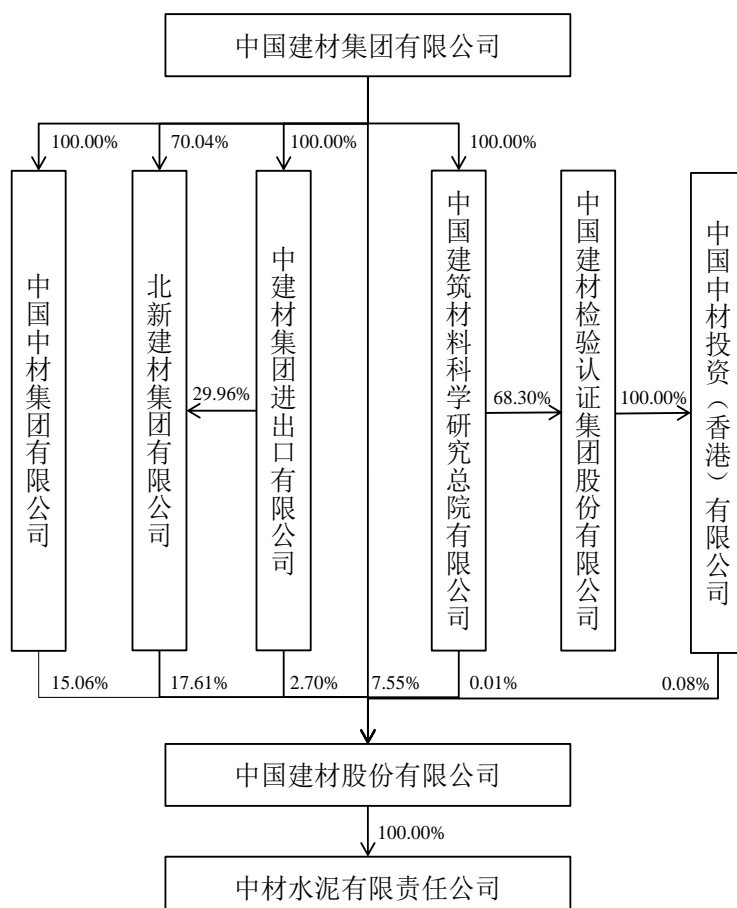 中国建材集团有限公司
100.00%
70.04%
100.00%
100.00%
中国中材集团有限公司
北新建材集团有限公司
29.96%
中建材集团进出口有限公司
中国建筑材料科学研究总院有限公司
68.30%
中国建材检验认证集团股份有限公司
100.00%
中国中材投资（香港）有限公司
15.06%
17.61%
2.70%
7.55%
0.01%
0.08%
中国建材股份有限公司
100.00%
中材水泥有限责任公司